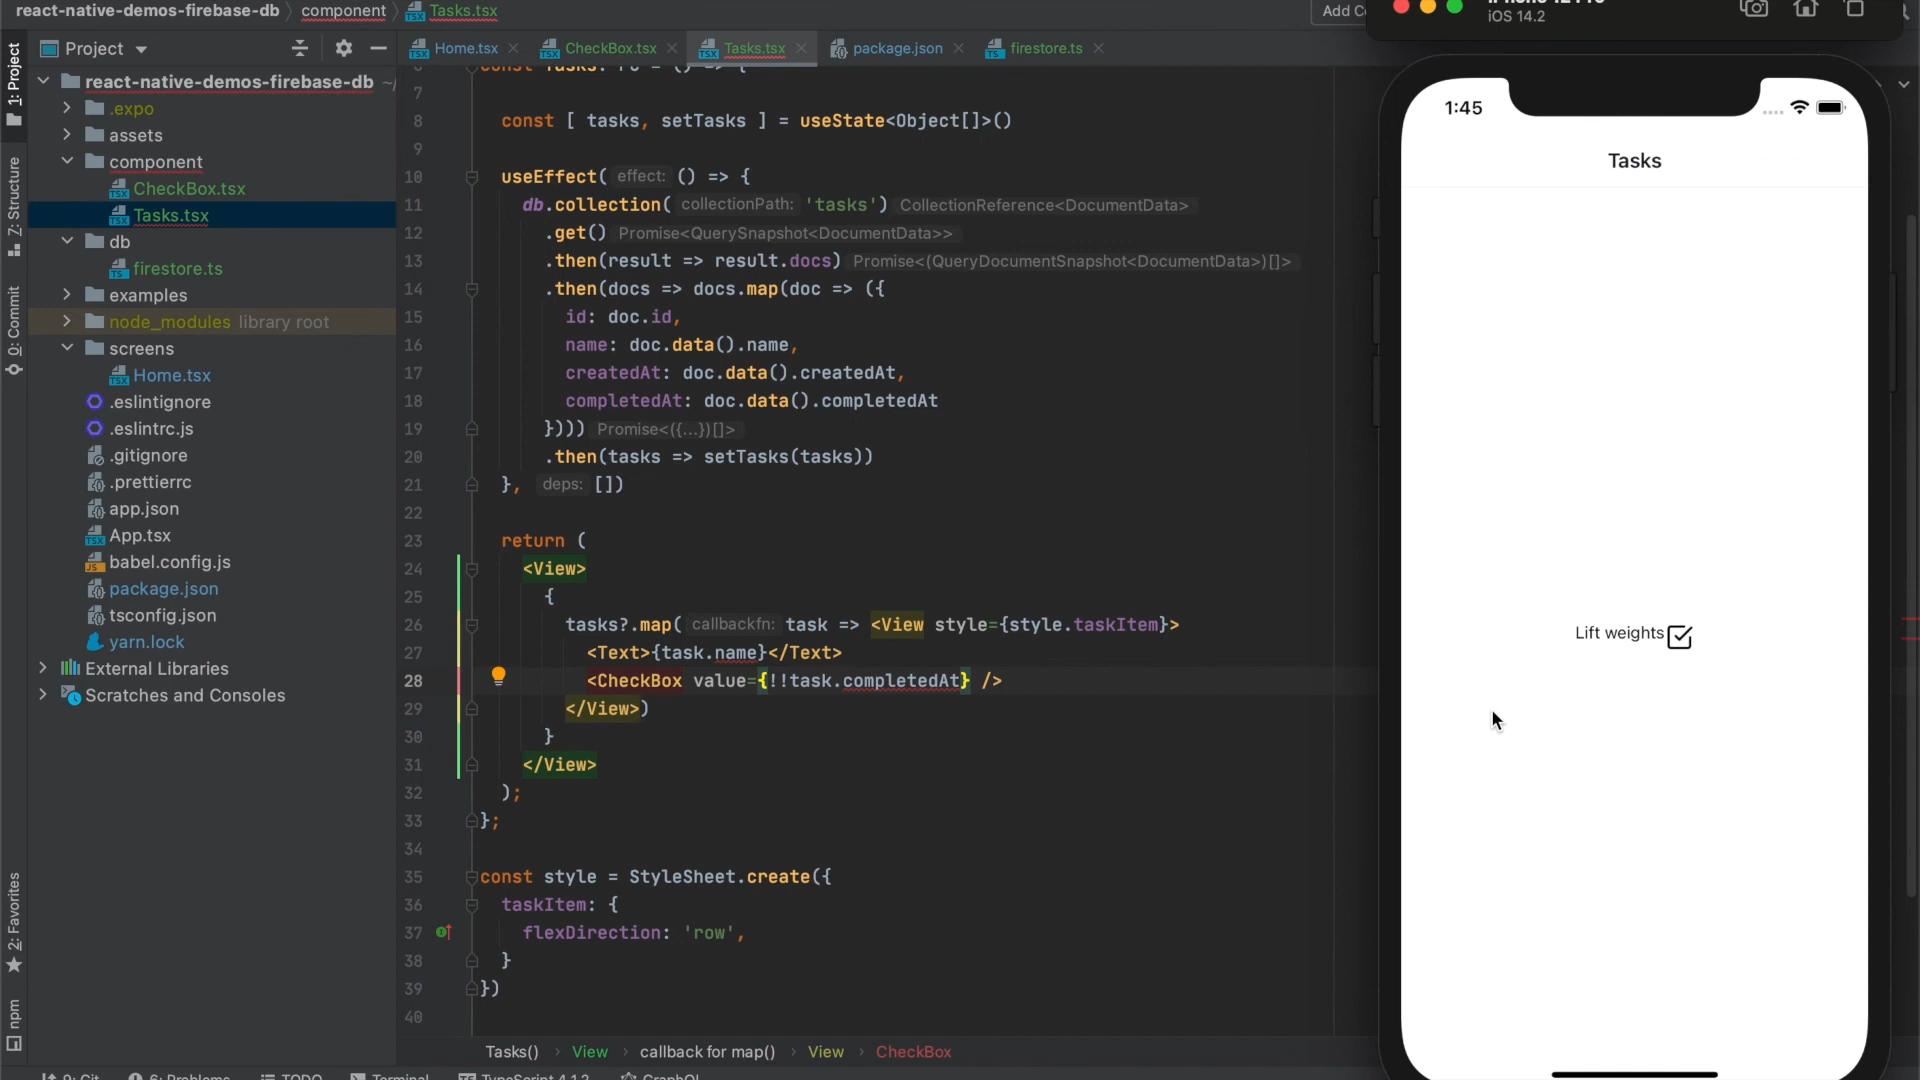 react-native-demos-firebase-db
component
Tasks.tsx
Add Co
iOS 14.2
Project
Home.tsx
CheckBox.tsx
Tasks.tsx
package.json
firestore.ts
1: Project
7: Structure
0: Commit
2: Favorites
npm
react-native-demos-firebase-db ~/
.expo
assets
component
CheckBox.tsx
Tasks.tsx
db
firestore.ts
examples
node_modules library root
screens
Home.tsx
.eslintignore
.eslintrc.js
.gitignore
.prettierrc
app.json
App.tsx
babel.config.js
package.json
tsconfig.json
yarn.lock
External Libraries
Scratches and Consoles
7
8 const [ tasks, setTasks ] = useState<Object[]>()
9
10 useEffect( effect: () => {
11 db.collection( collectionPath: 'tasks') CollectionReference<DocumentData>
12 .get() Promise<QuerySnapshot<DocumentData>>
13 .then(result => result.docs) Promise<(QueryDocumentSnapshot<DocumentData>)[]>
14 .then(docs => docs.map(doc => ({
15 id: doc.id,
16 name: doc.data().name,
17 createdAt: doc.data().createdAt,
18 completedAt: doc.data().completedAt
19 }))) Promise<({...})[]>
20 .then(tasks => setTasks(tasks))
21 }, deps: [])
22
23 return (
24 <View>
25 {
26 tasks?.map( callbackfn: task => <View style={style.taskItem}>
27 <Text>{task.name}</Text>
28 <CheckBox value={!!task.completedAt} />
29 </View>)
30 }
31 </View>
32 );
33 };
34
35 const style = StyleSheet.create({
36 taskItem: {
37 flexDirection: 'row',
38 }
39 })
40
Tasks()
View
callback for map()
View
CheckBox
1:45
Tasks
Lift weights